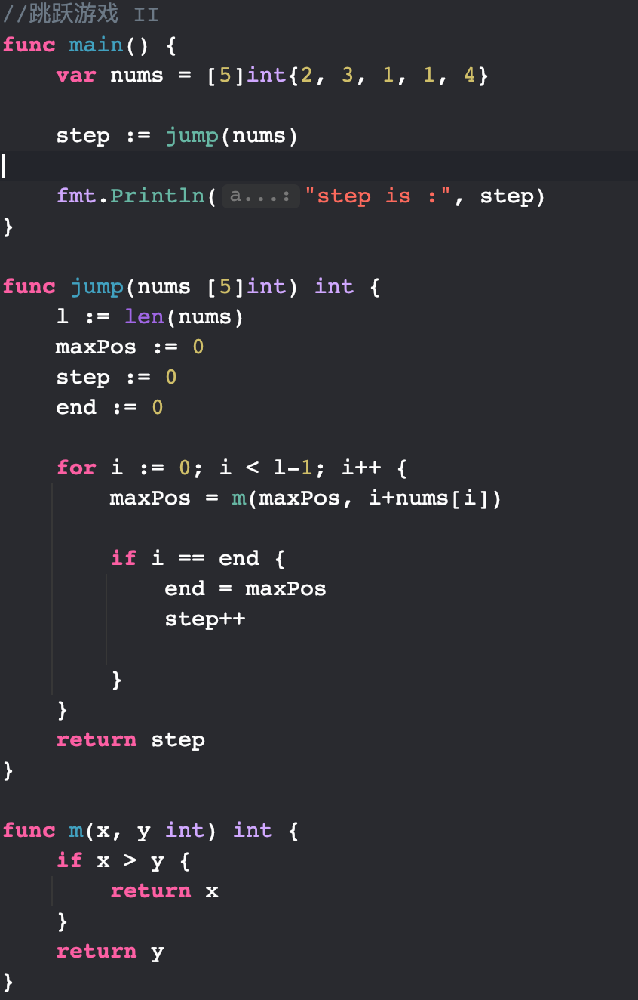 //跳跃游戏 II
func main() {
    var nums = [5]int{2, 3, 1, 1, 4}

    step := jump(nums)

    fmt.Println( a...: "step is :", step)
}

func jump(nums [5]int) int {
    l := len(nums)
    maxPos := 0
    step := 0
    end := 0

    for i := 0; i < l-1; i++ {
        maxPos = m(maxPos, i+nums[i])

        if i == end {
            end = maxPos
            step++

        }
    }
    return step
}

func m(x, y int) int {
    if x > y {
        return x
    }
    return y
}